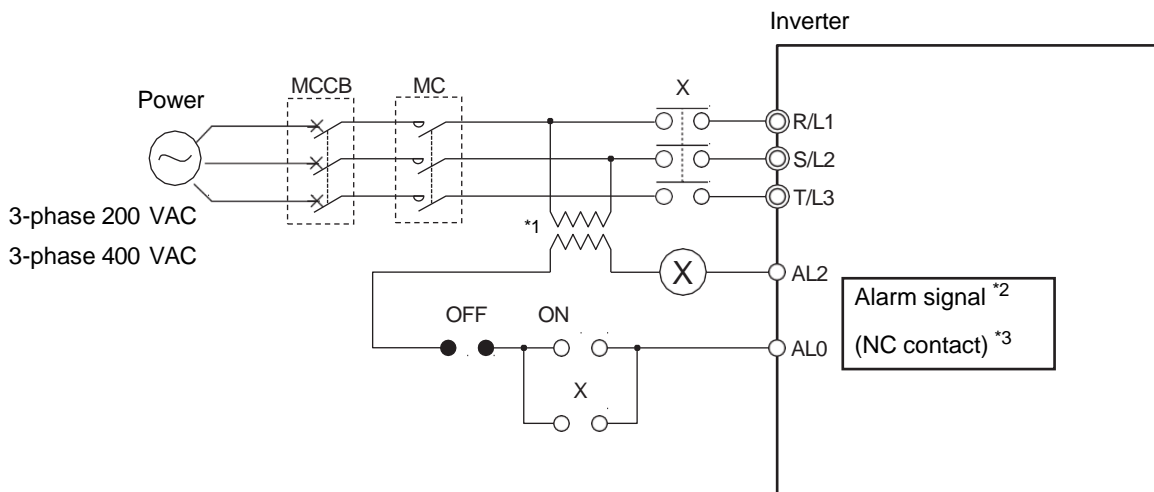 Inverter
MCCB
MC
X
Power
R/L1
S/L2
T/L3
3-phase 200 VAC
3-phase 400 VAC
*1
X
AL2
Alarm signal *2
(NC contact) *3
OFF
ON
AL0
X